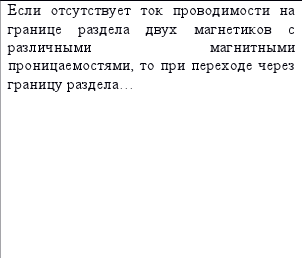 Если отсутствует ток проводимости на
границе раздела двух магнетиков с
различными магнитными
проницаемостями, то при переходе через
границу раздела…